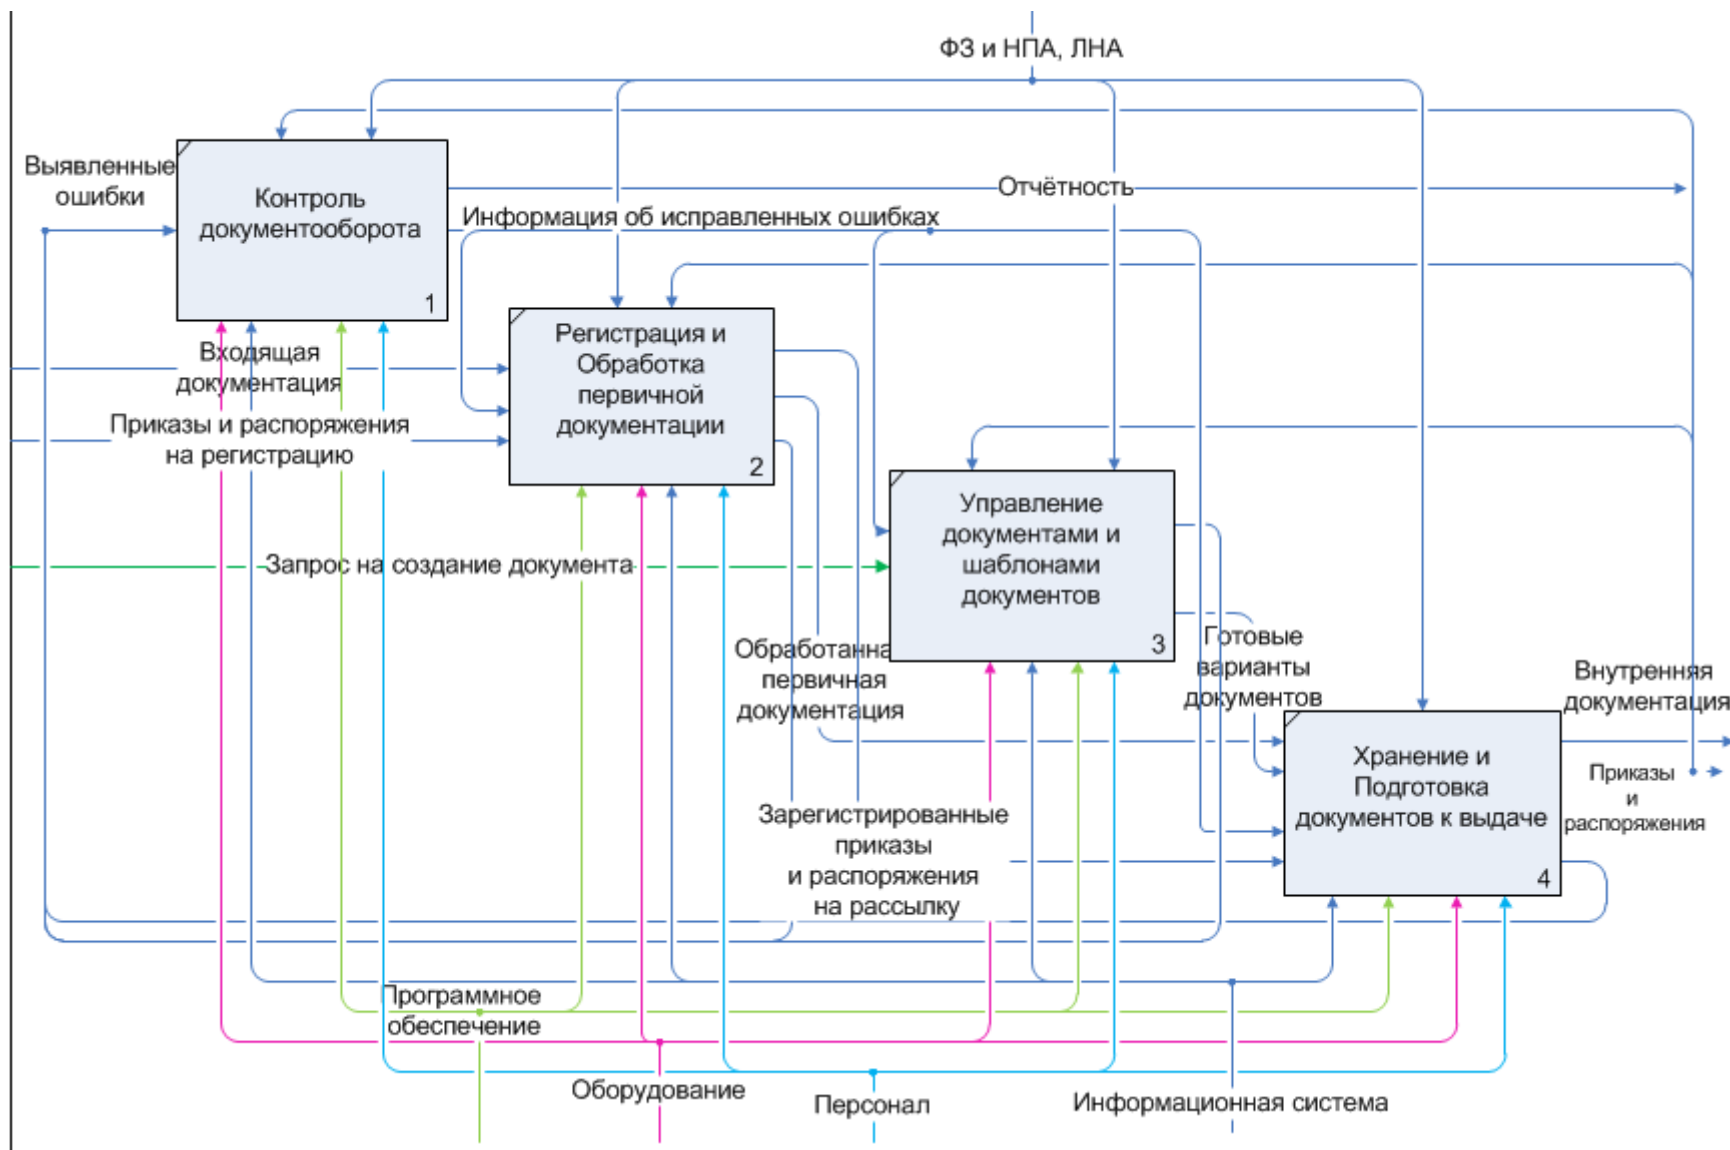 ФЗ и НПА, ЛНА
Выявленные
ошибки
Контроль
документооборота
1
Отчётность
Информация об исправленных ошибках
Входящая
документация
Приказы и распоряжения
на регистрацию
Регистрация и
Обработка
первичной
документации
2
Запрос на создание документа
Управление
документами и
шаблонами
документов
3
Обработанна
первичная
документация
Готовые
варианты
документов
Внутренняя
документация
Хранение и
Подготовка
документов к выдаче
4
Приказы
и
распоряжения
Зарегистрированные
приказы
и распоряжения
на рассылку
Программное
обеспечение
Оборудование
Персонал
Информационная система